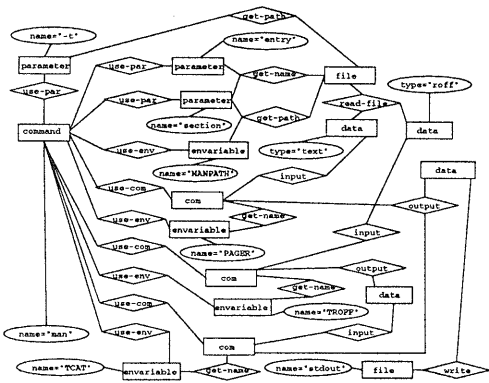 get-path
name="-t"
name="entry"
parameter
use-par
parameter
get-name
file
type="roff"
use-par
use-par
parameter
read-file
command
name="section"
get-path
data
data
use-env
envariable
type="text"
name="MANPATH"
input
data
data
use-com
com
use-env
envariable
get-name
output
use-com
name="PAGER"
input
use-env
com
output
get-name
data
use-com
envariable
name="TROFF"
input
name="man"
use-env
com
name="TCAT"
envariable
get-name
name="stdout"
file
write